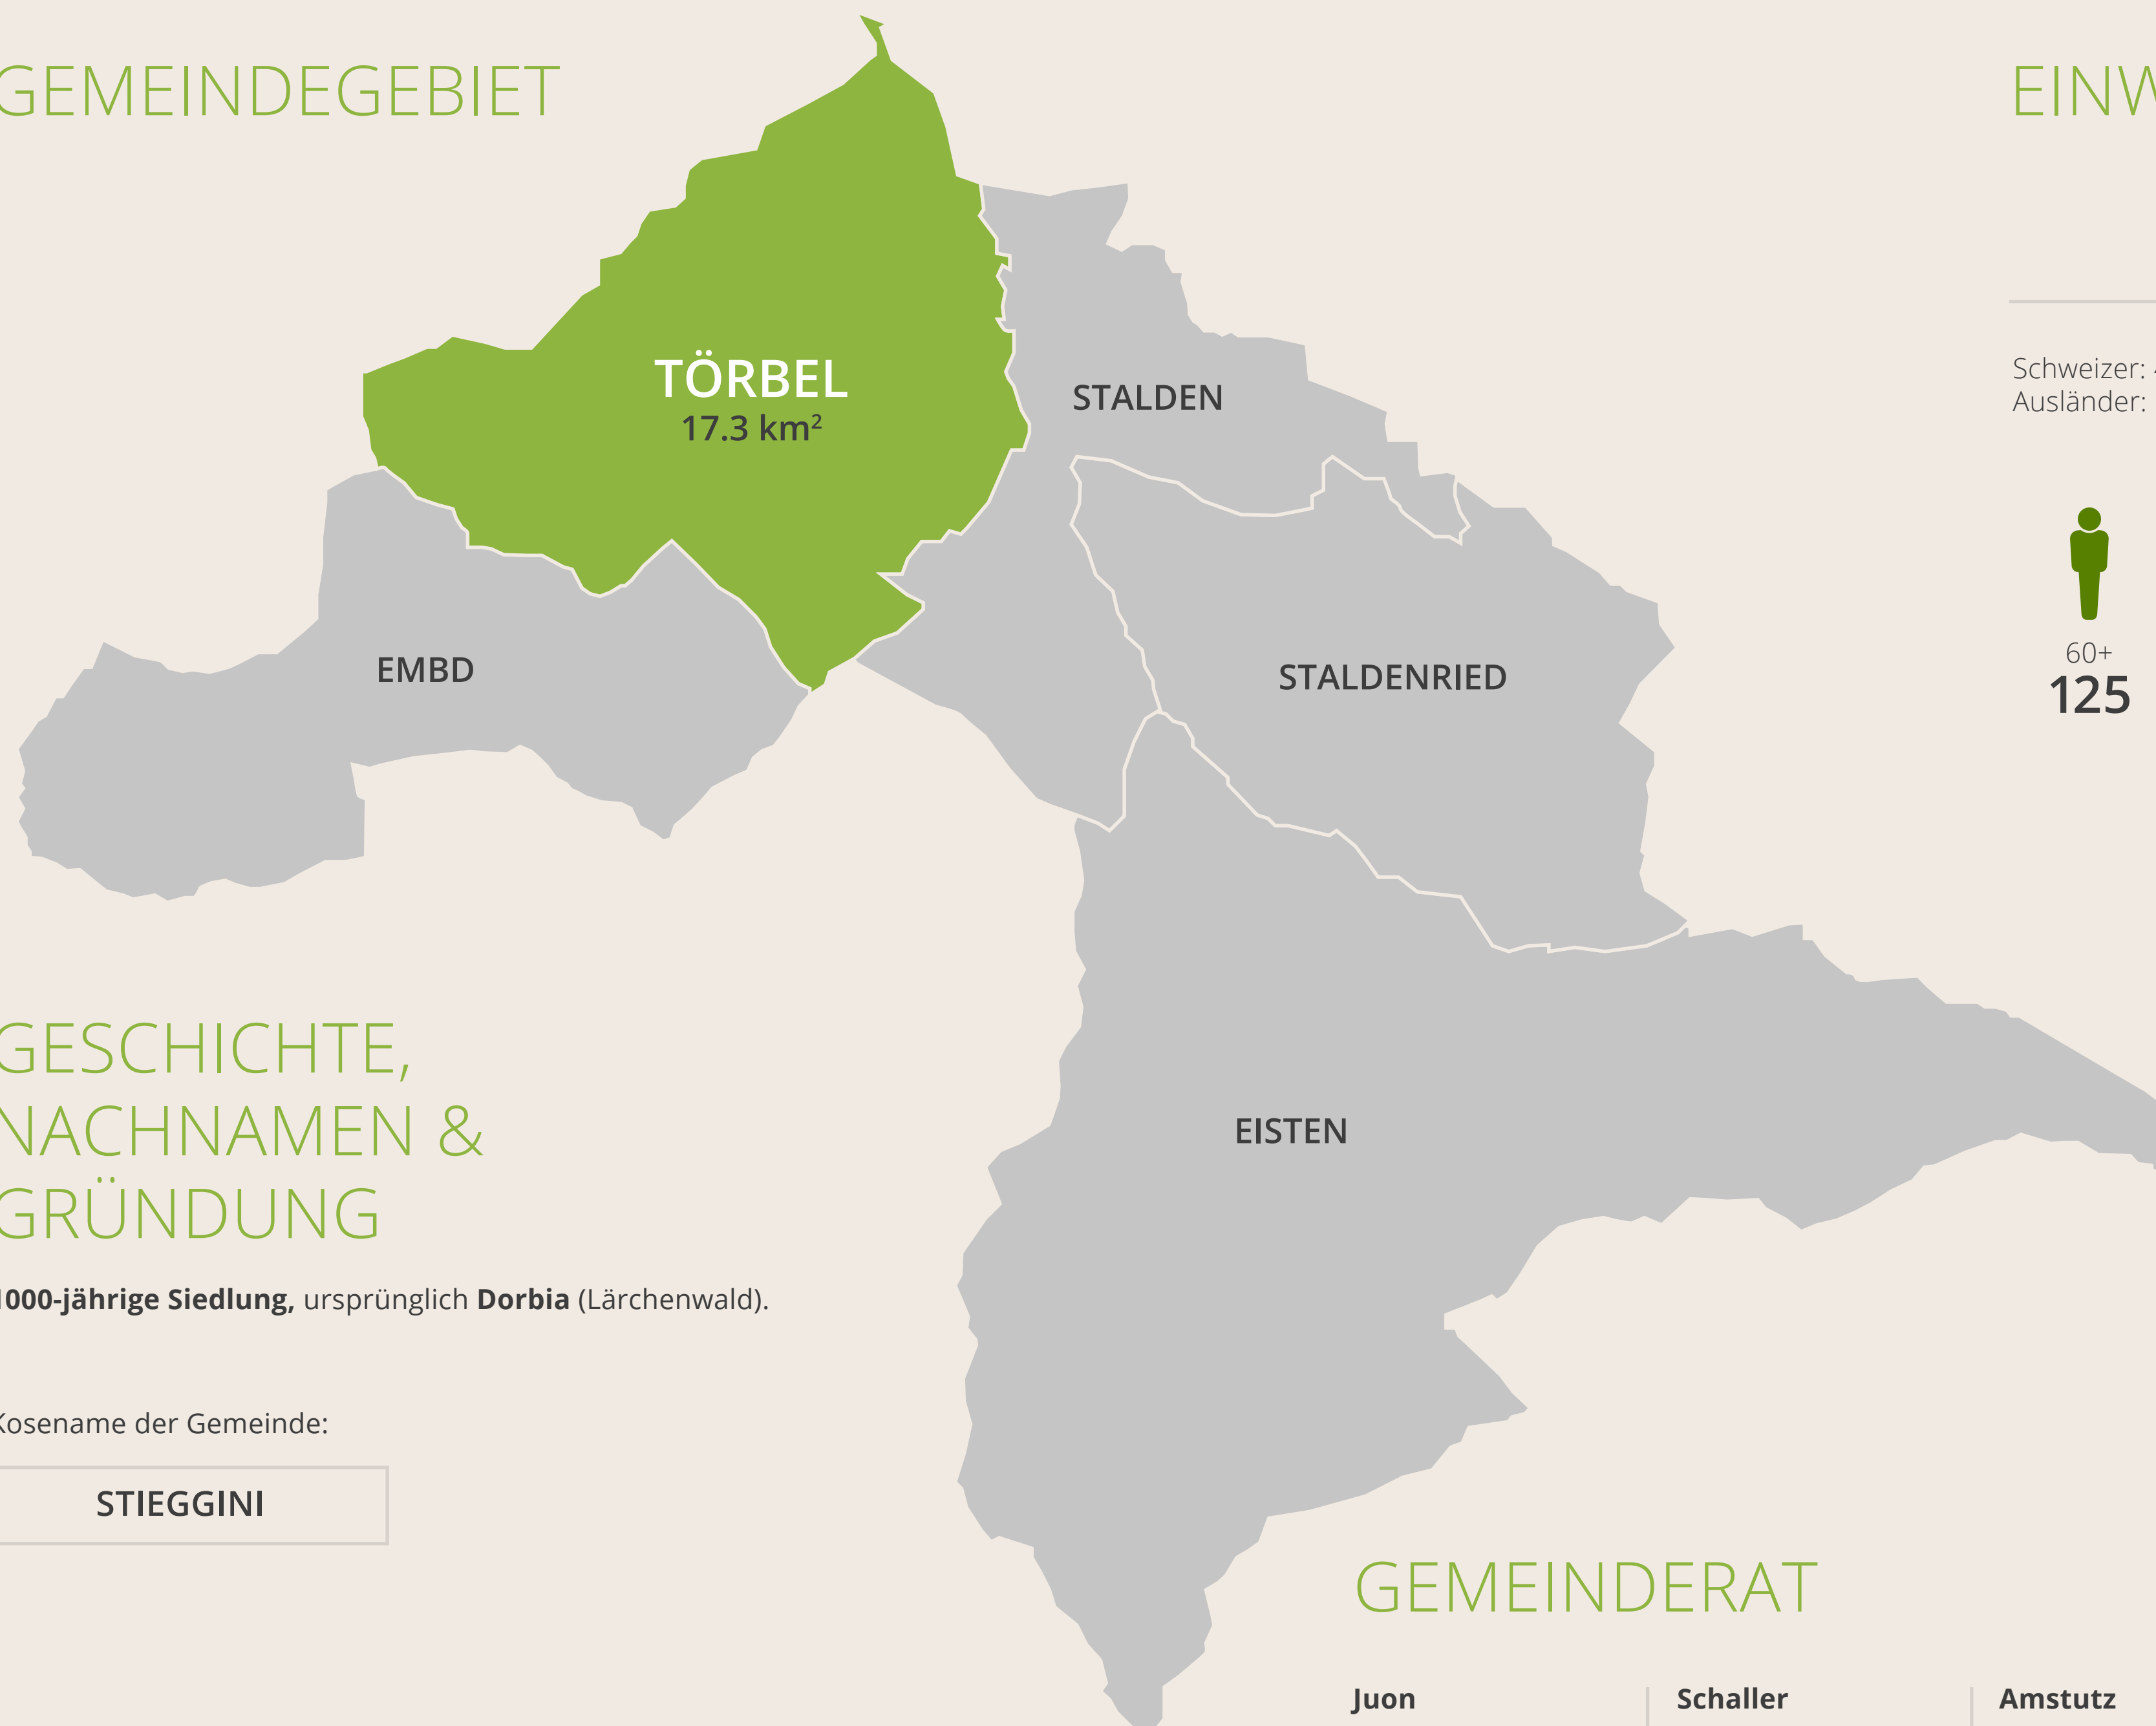 GEMEINDEGEBIET
EINW
TÖRBEL
17.3 km²
STALDEN
Schweizer:
Ausländer:
EMBD
STALDENRIED
60+
125
GESCHICHTE,
NACHNAMEN &
GRÜNDUNG
EISTEN
1000-jährige Siedlung, ursprünglich Dorbia (Lärchenwald).
Kosename der Gemeinde:
STIEGGINI
GEMEINDERAT
Juon
Schaller
Amstutz